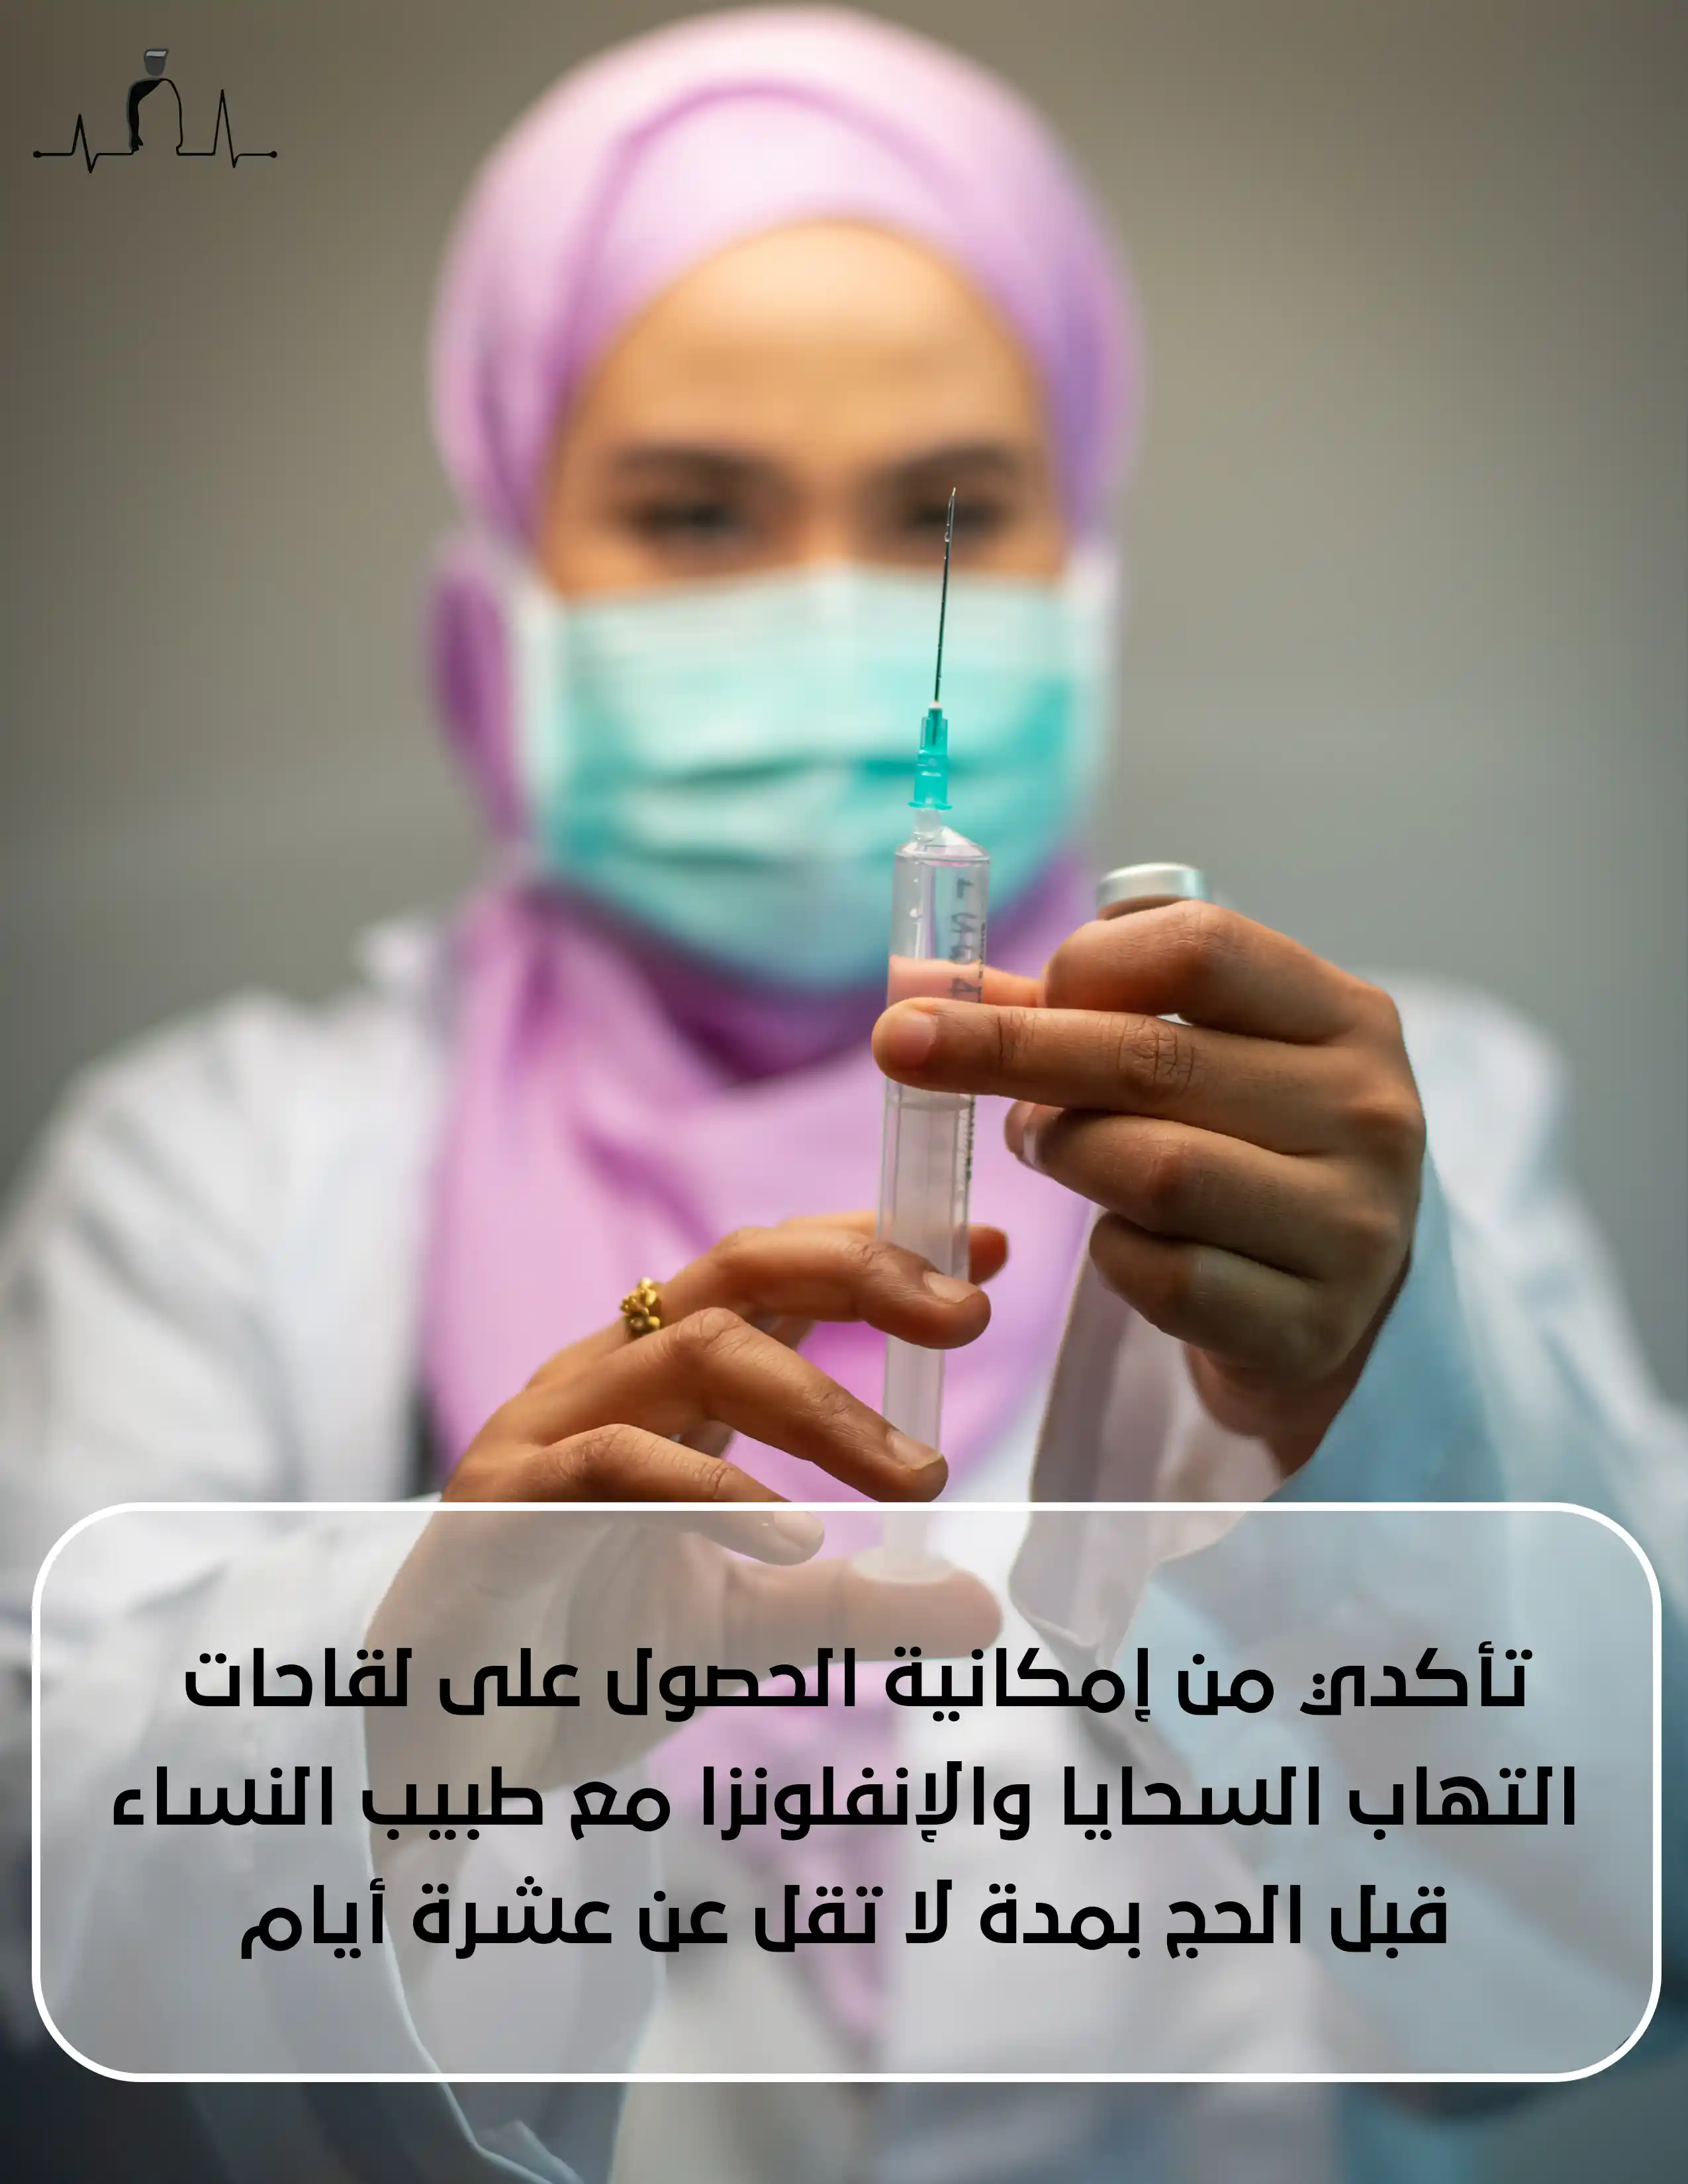 تأكدي من إمكانية الحصول على لقاحات
التهاب السحايا والإنفلونزا مع طبيب النساء
قبل الحج بمدة لا تقل عن عشرة أيام